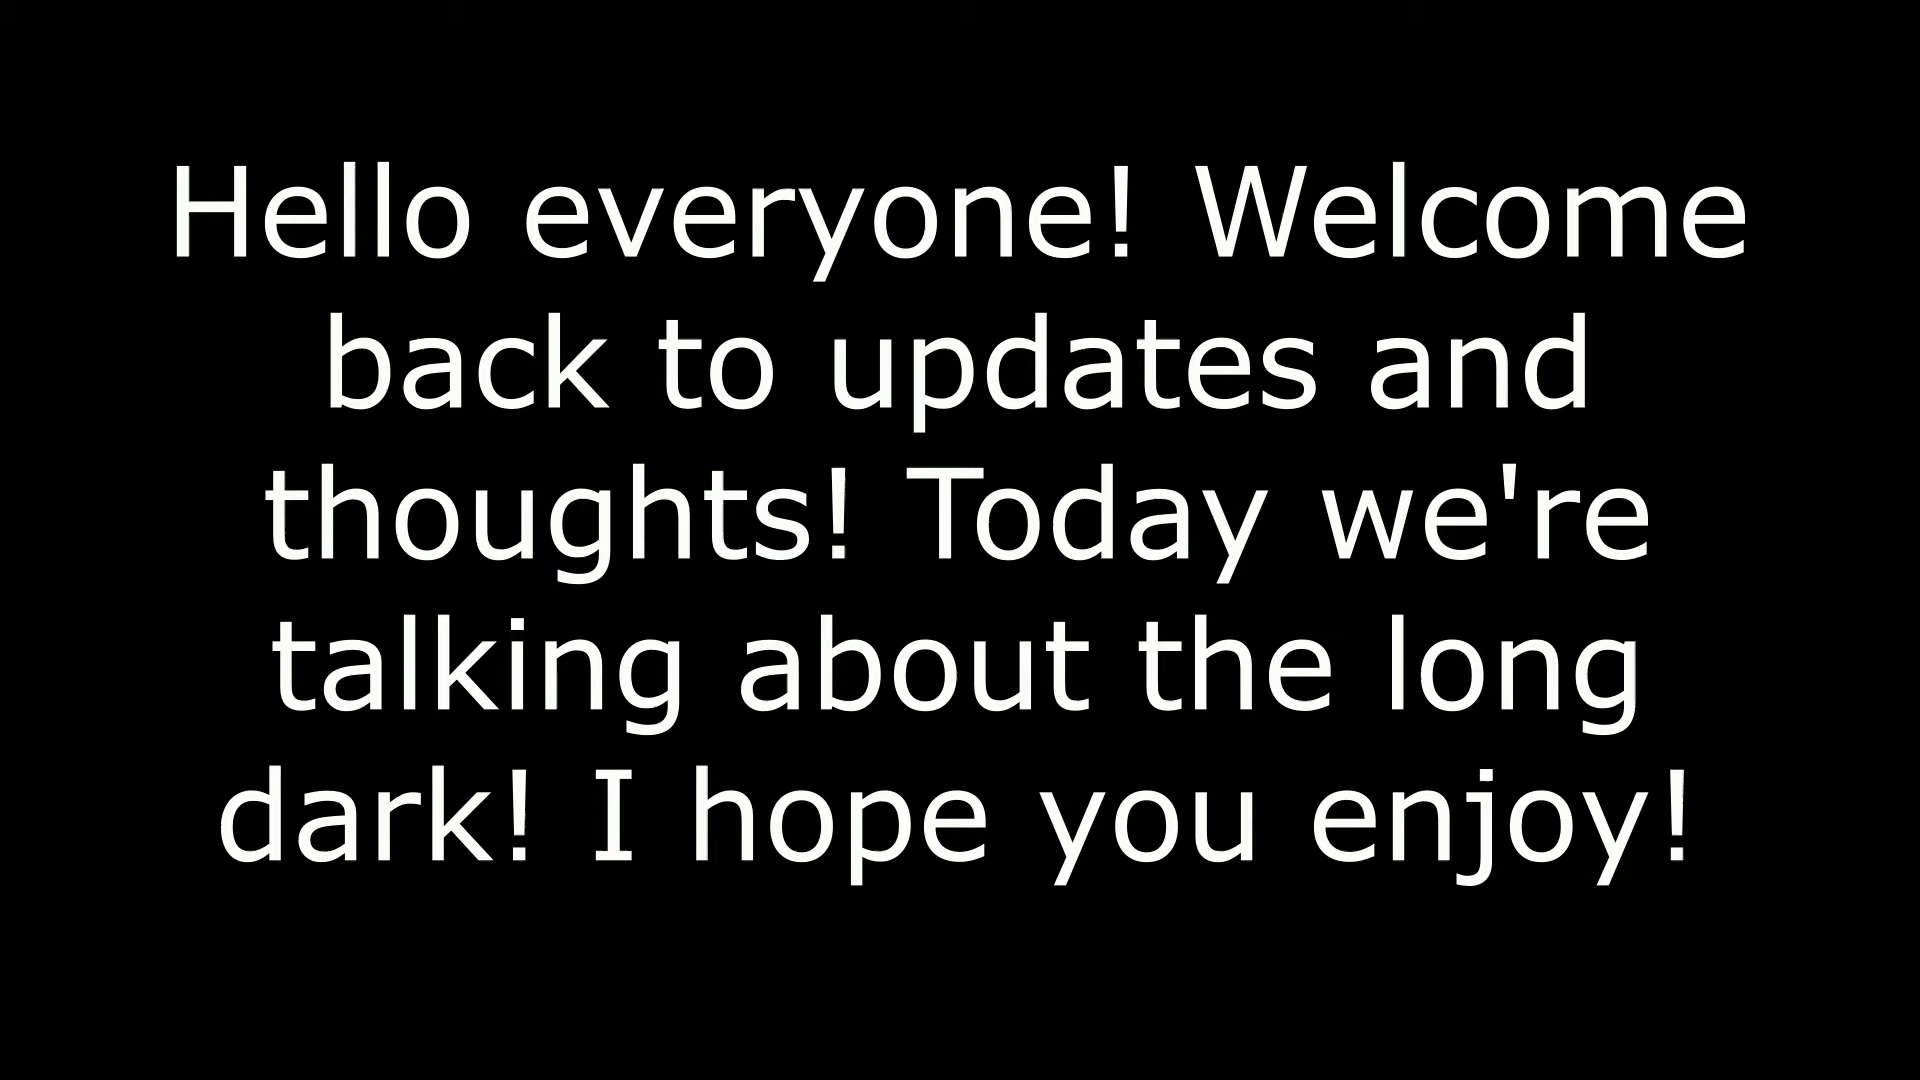 Hello everyone! Welcome
back to updates and
thoughts! Today we're
talking about the long
dark! I hope you enjoy!